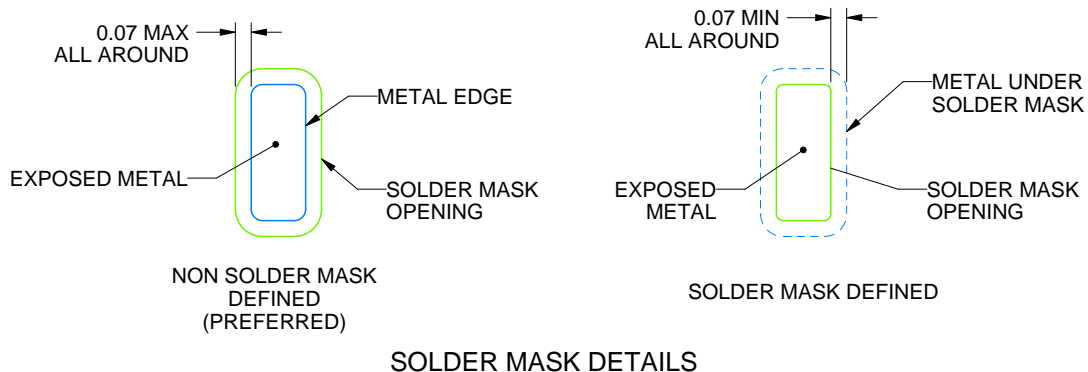 0.07 MAX
ALL AROUND
METAL EDGE
EXPOSED METAL
SOLDER MASK
OPENING
NON SOLDER MASK
DEFINED
(PREFERRED)
0.07 MIN
ALL AROUND
METAL UNDER
SOLDER MASK
EXPOSED
METAL
SOLDER MASK
OPENING
SOLDER MASK DEFINED
SOLDER MASK DETAILS